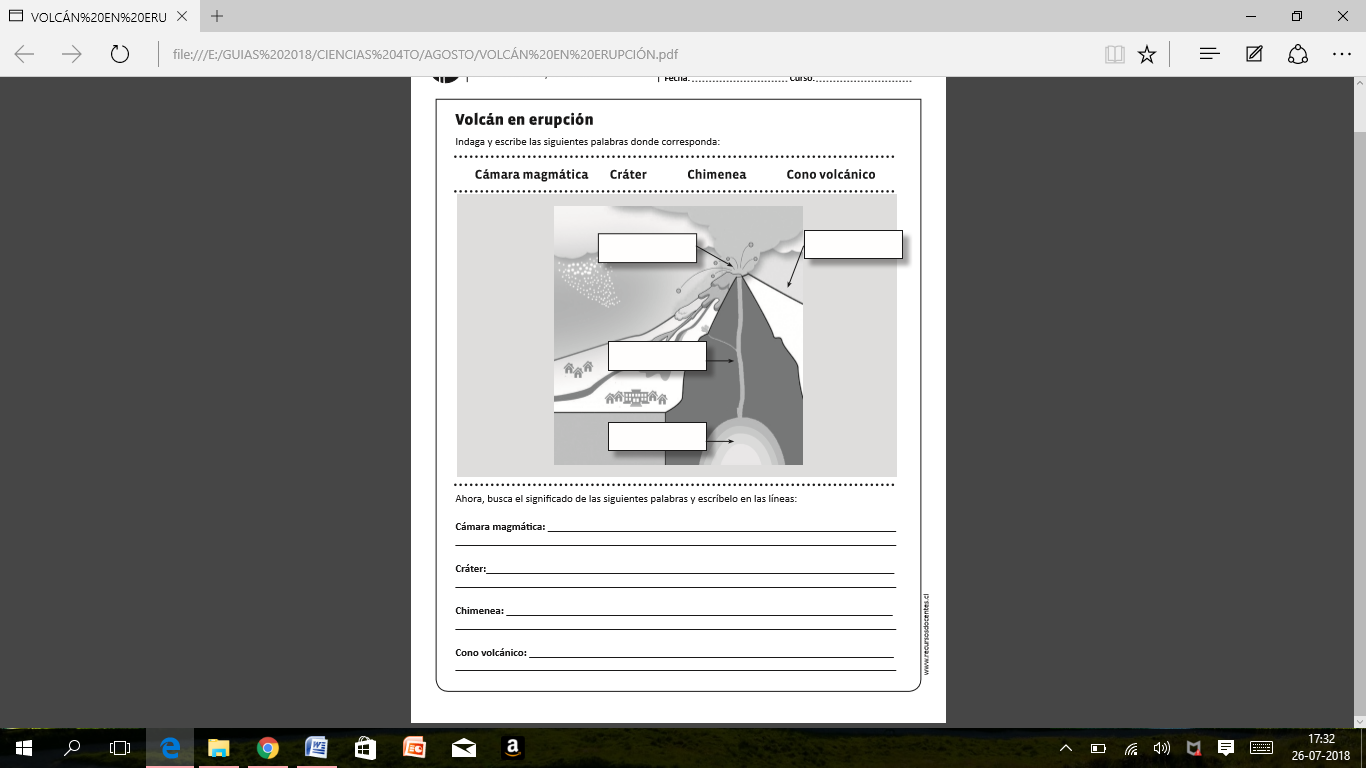 VOLCÁN%20EN%20ERU
file:///E:/GUIAS%202018/CIENCIAS%204TO/AGOSTO/VOLCÁN%20EN%20ERUPCIÓN.pdf
Fecha: Curso:
Volcán en erupción
Indaga y escribe las siguientes palabras donde corresponda:
Cámara magmática Cráter Chimenea Cono volcánico
Ahora, busca el significado de las siguientes palabras y escríbelo en las líneas:
Cámara magmática:
Cráter:
Chimenea:
Cono volcánico:
www.recursosdocentes.cl
17:32
26-07-2018